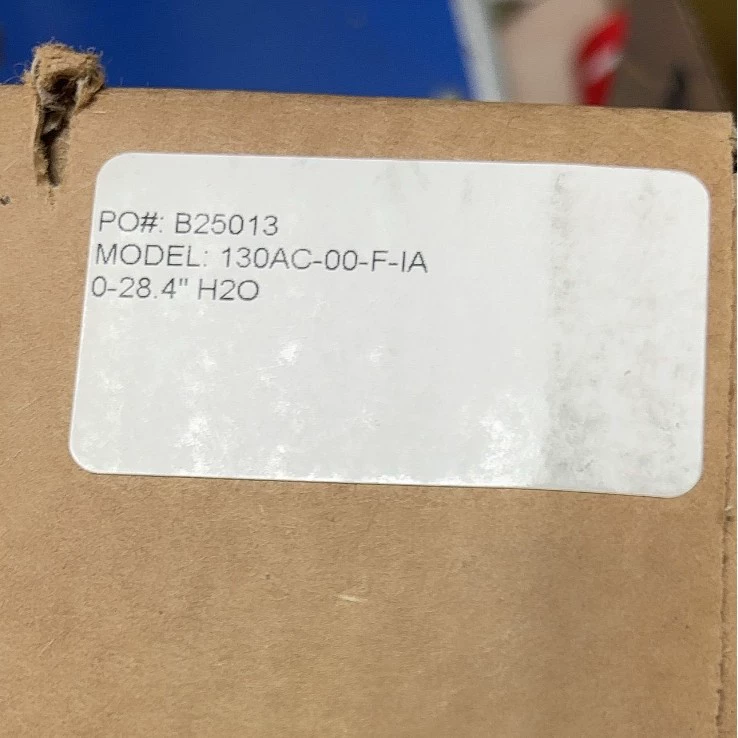 PO#: B25013
MODEL: 130AC-00-F-IA
0-28.4" H2O